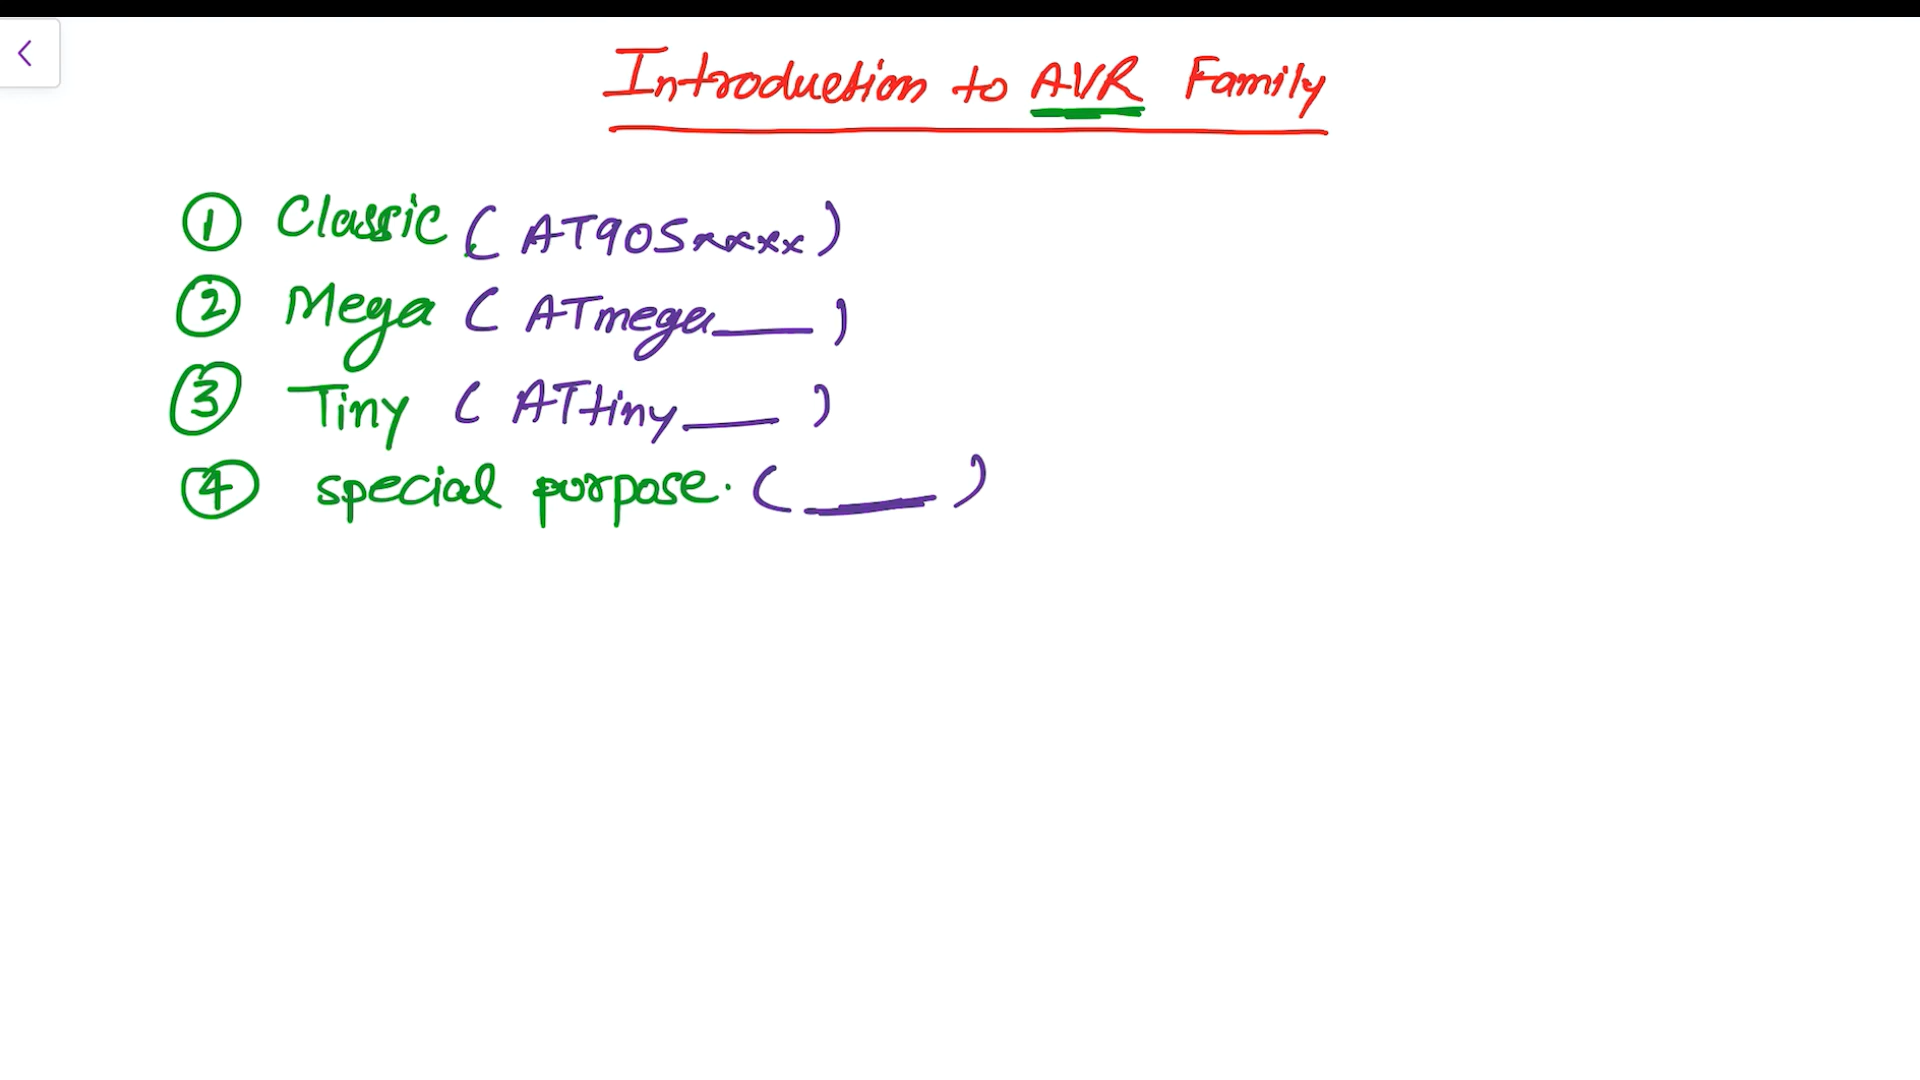 Introduction to AVR Family
① Classic ( AT90Sxxxx )
② Mega ( ATmega___ )
③ Tiny ( ATtiny___ )
④ special purpose. ( ___ )